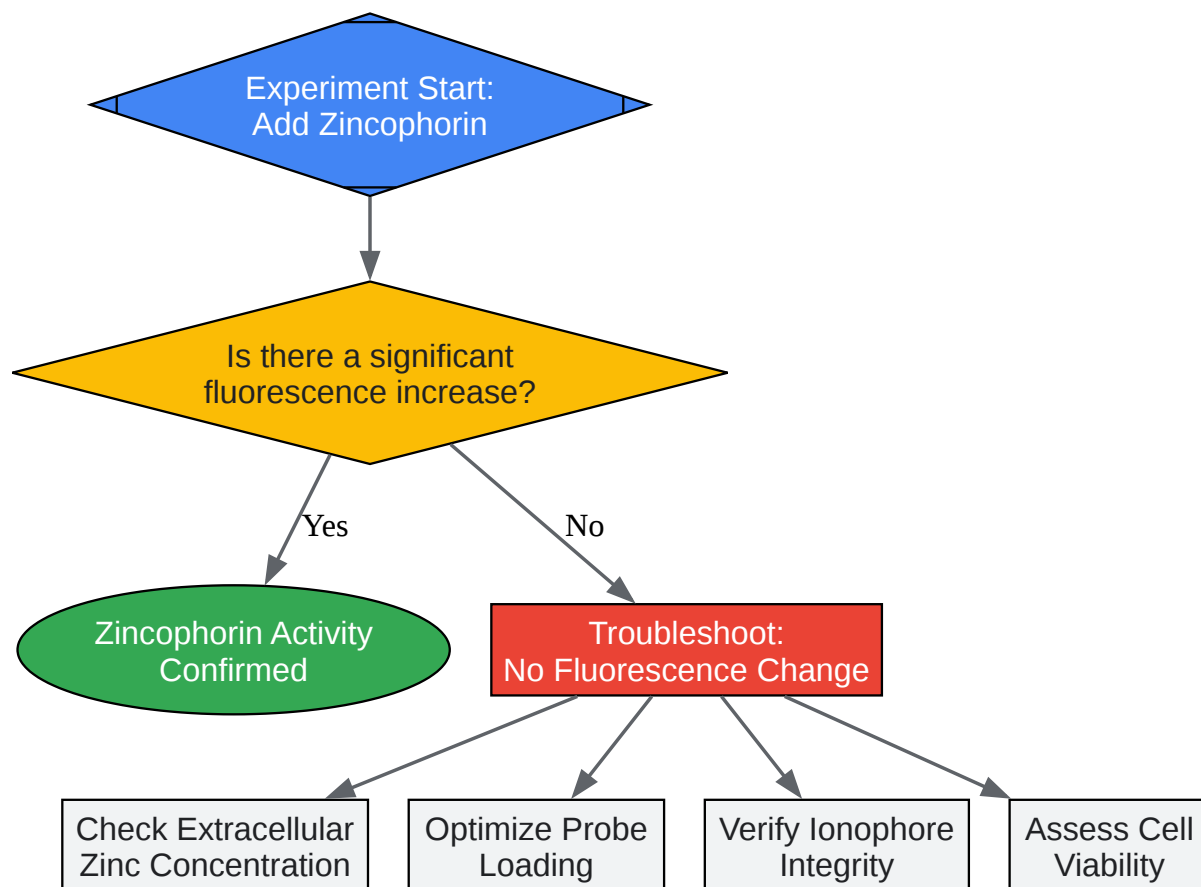 Experiment Start:
Add Zincophorin
Is there a significant
fluorescence increase?
Yes
No
Zincophorin Activity
Confirmed
Troubleshoot:
No Fluorescence Change
Check Extracellular
Zinc Concentration
Optimize Probe
Loading
Verify Ionophore
Integrity
Assess Cell
Viability